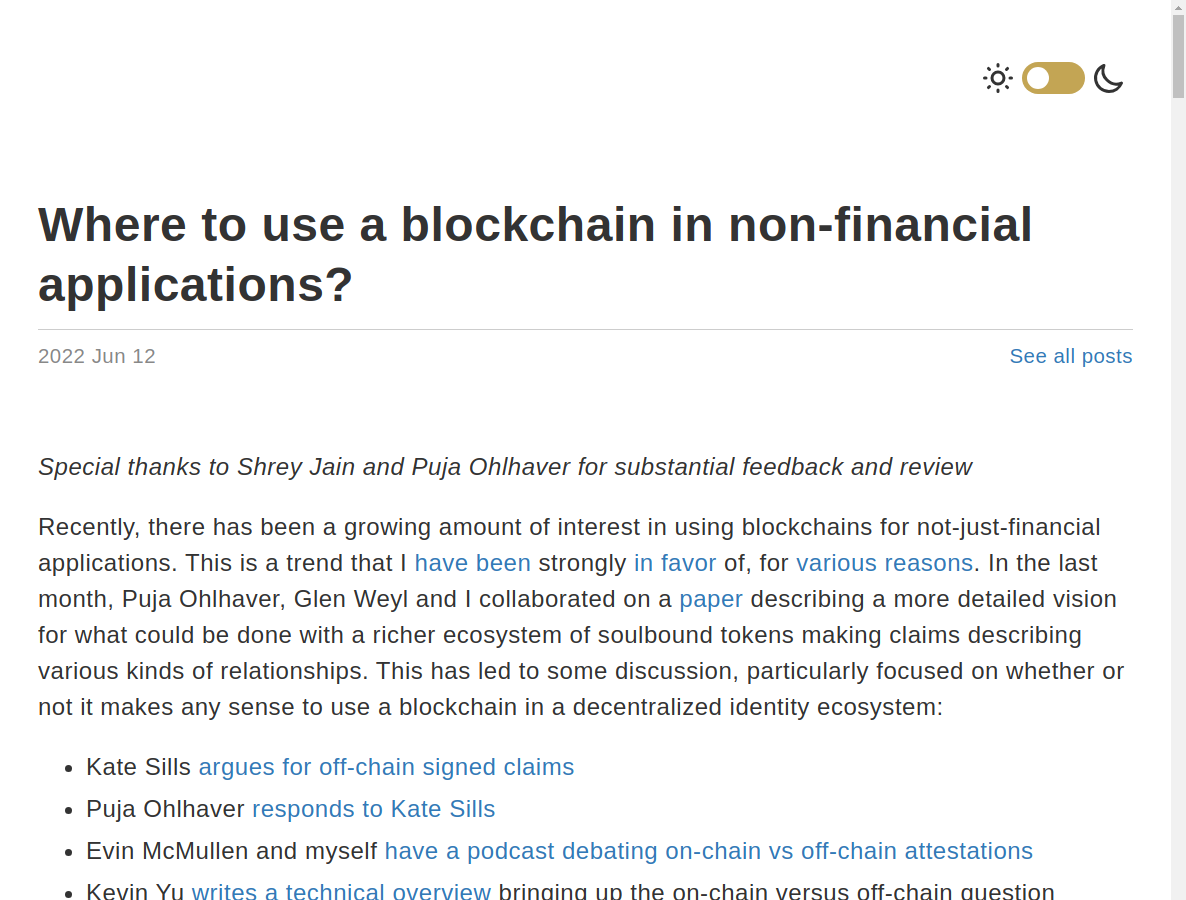 Where to use a blockchain in non-financial
applications?
2022 Jun 12
See all posts
Special thanks to Shrey Jain and Puja Ohlhaver for substantial feedback and review
Recently, there has been a growing amount of interest in using blockchains for not-just-financial
applications. This is a trend that I have been strongly in favor of, for various reasons. In the last
month, Puja Ohlhaver, Glen Weyl and I collaborated on a paper describing a more detailed vision
for what could be done with a richer ecosystem of soulbound tokens making claims describing
various kinds of relationships. This has led to some discussion, particularly focused on whether or
not it makes any sense to use a blockchain in a decentralized identity ecosystem:
• Kate Sills argues for off-chain signed claims
• Puja Ohlhaver responds to Kate Sills
• Evin McMullen and myself have a podcast debating on-chain vs off-chain attestations
• Kevin Yu writes a technical overview bringing up the on-chain versus off-chain question